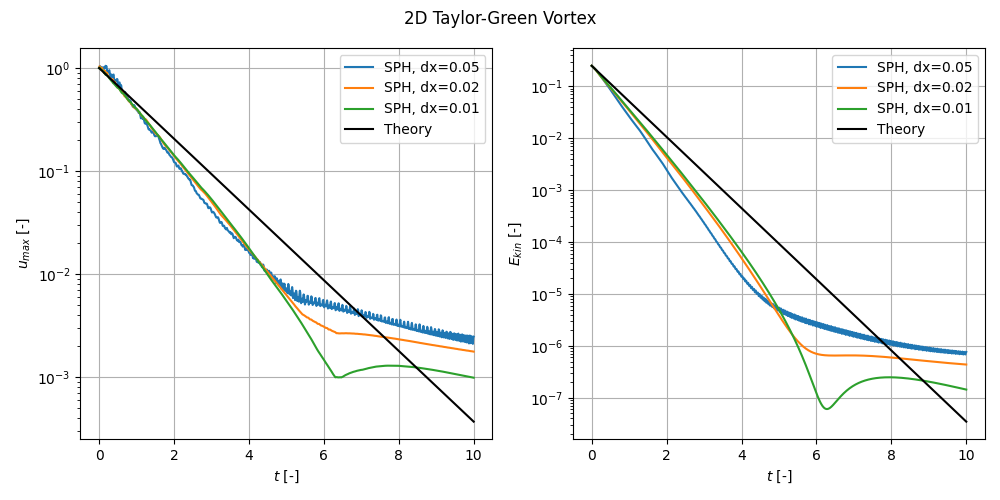 2D Taylor-Green Vortex
SPH, dx=0.05
SPH, dx=0.02
SPH, dx=0.01
Theory
10⁰
10⁻¹
10⁻²
10⁻³
u_max [-]
0 2 4 6 8 10
t [-]
SPH, dx=0.05
SPH, dx=0.02
SPH, dx=0.01
Theory
10⁻¹
10⁻²
10⁻³
10⁻⁴
10⁻⁵
10⁻⁶
10⁻⁷
E_kin [-]
0 2 4 6 8 10
t [-]